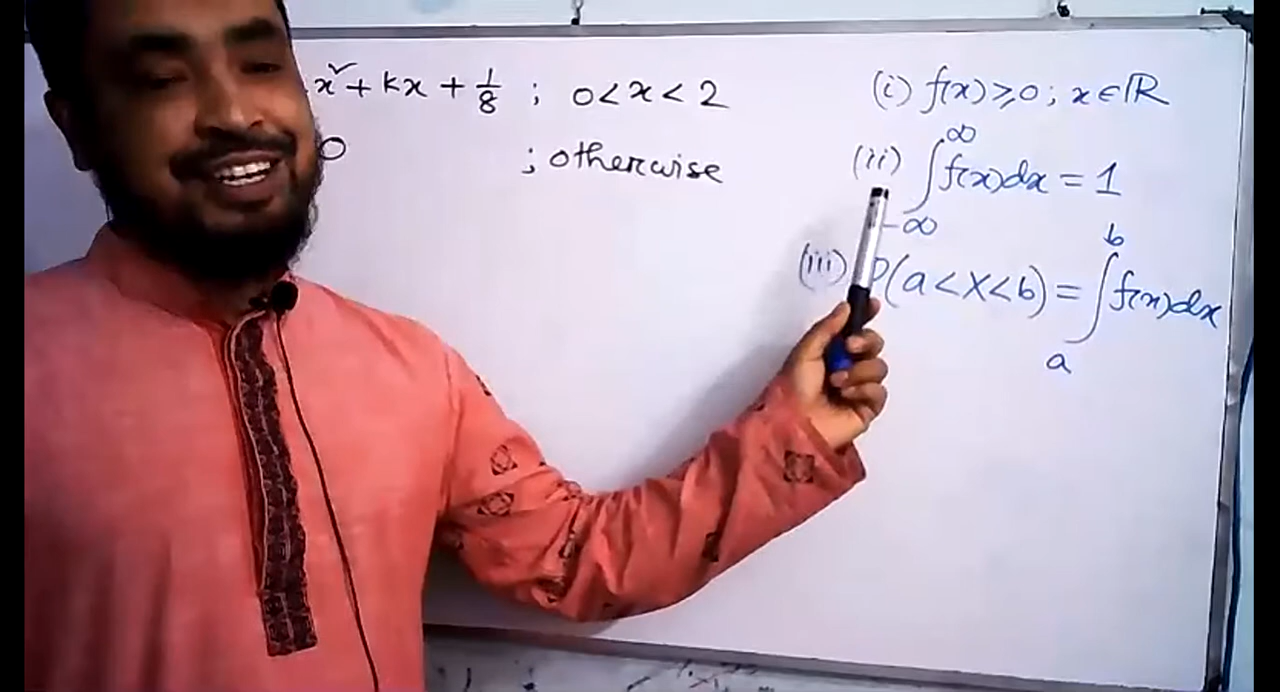 x² + kx + 1/8 ; 0 < x < 2
0 ; otherwise
(i) f(x) ≥ 0 ; x ∈ ℝ
(ii) ∫_{-∞}^{∞} f(x)dx = 1
(iii) P(a < X < b) = ∫_{a}^{b} f(x)dx